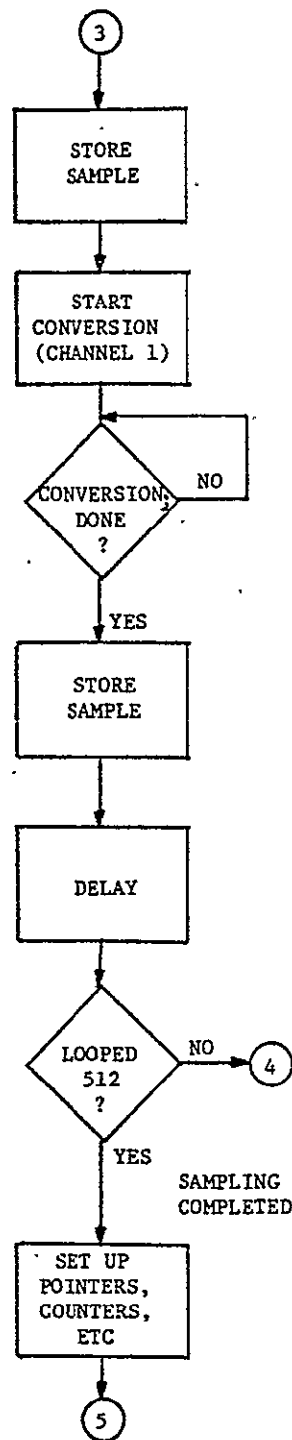 3
STORE
SAMPLE
START
CONVERSION
(CHANNEL 1)
CONVERSION
DONE
?
NO
YES
STORE
SAMPLE
DELAY
LOOPED
512
?
NO
4
YES
SAMPLING
COMPLETED
SET UP
POINTERS,
COUNTERS,
ETC
5